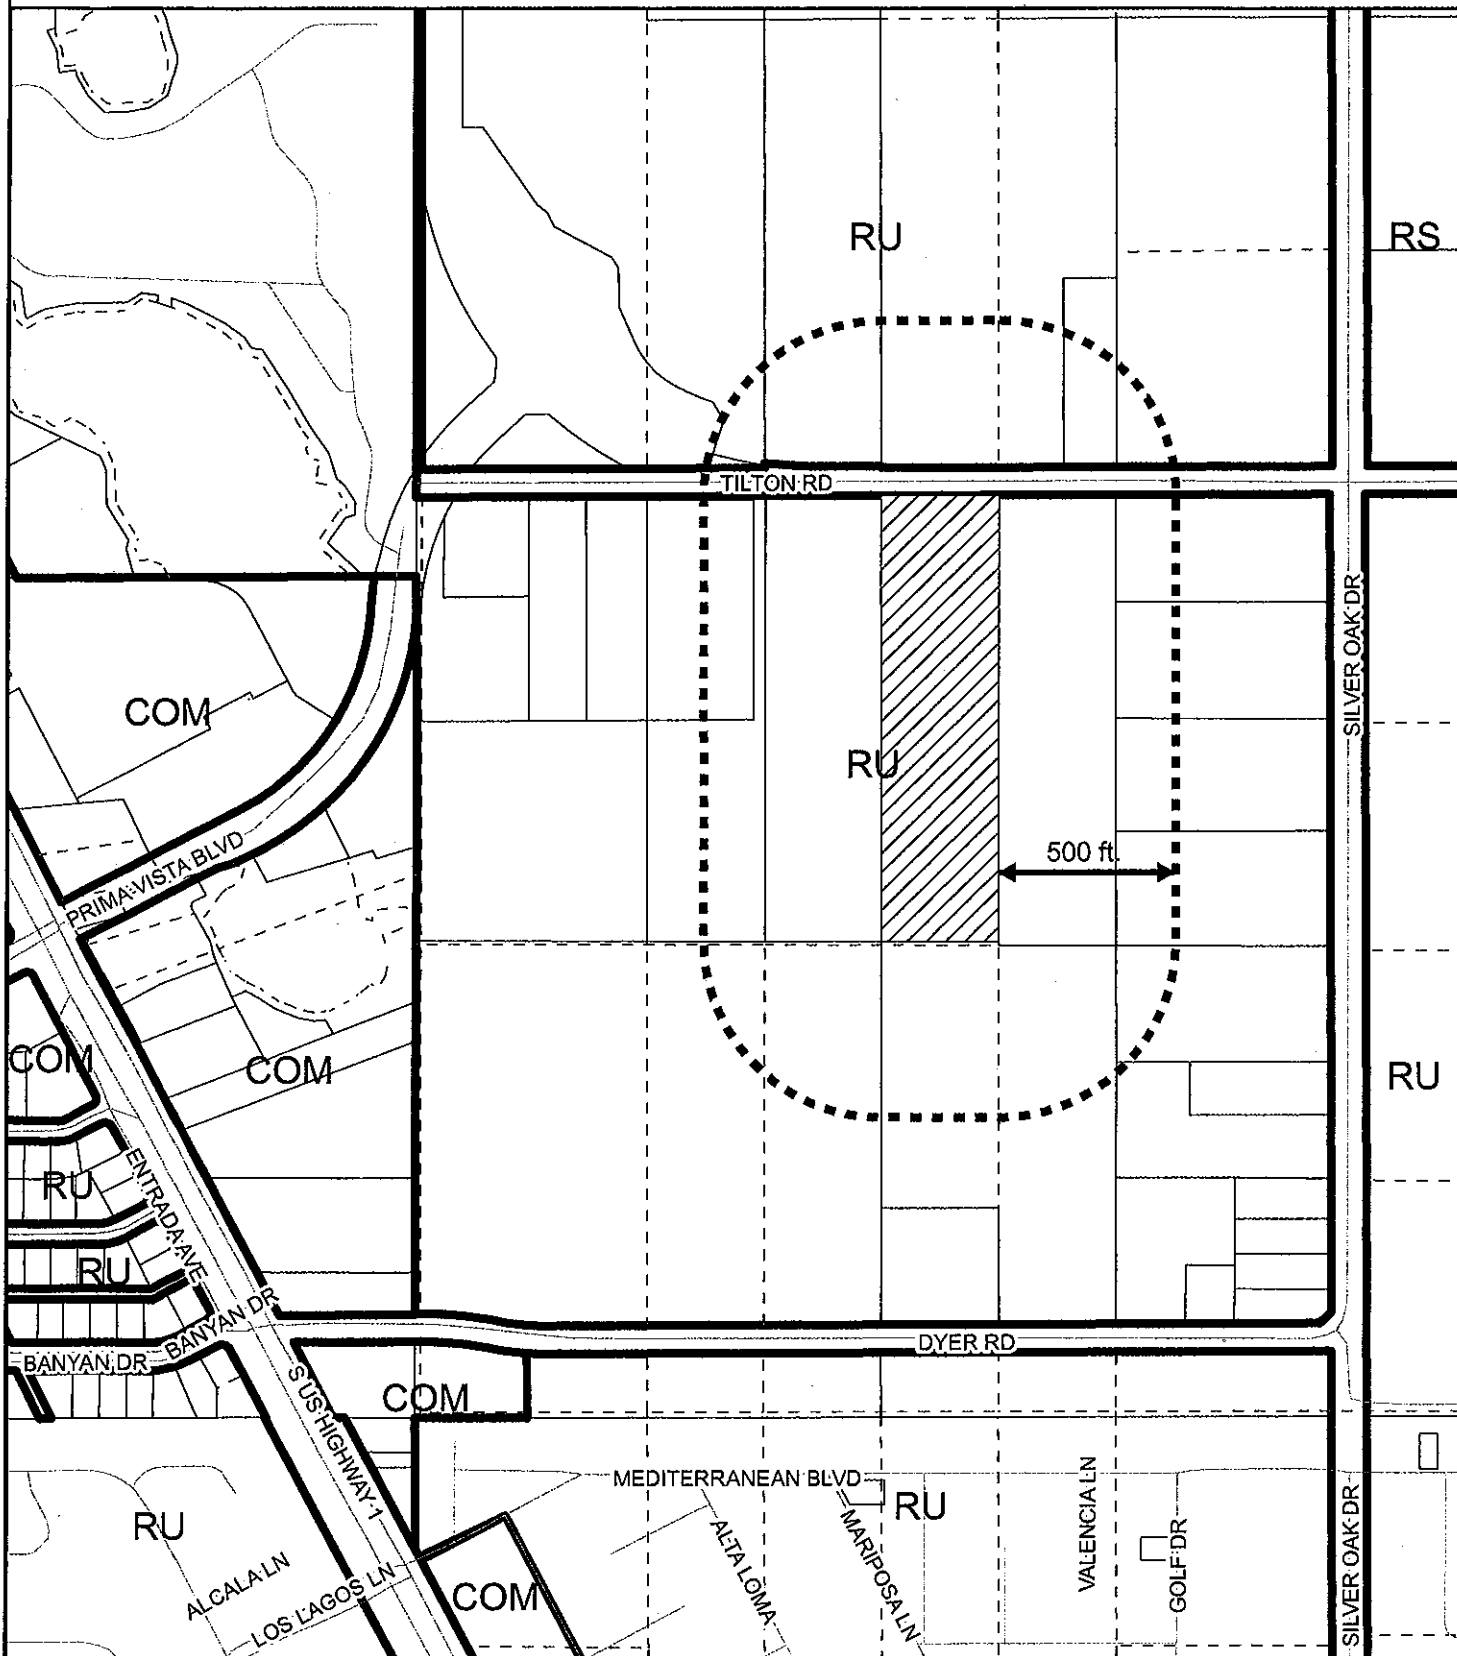 RU
RS
TILTON RD
SILVER OAK DR
COM
RU
500 ft.
PRIMA VISTA BLVD
COM
COM
RU
RU
ENTRADA AVE
RU
BANYAN DR
BANYAN DR
DYER RD
COM
S US HIGHWAY 1
MEDITERRANEAN BLVD
RU
VALENCIA LN
RU
ALTA LOMA
MARIPOSA LN
GOLF DR
SILVER OAK DR
ALCALA LN
LOS LAGOS LN
COM